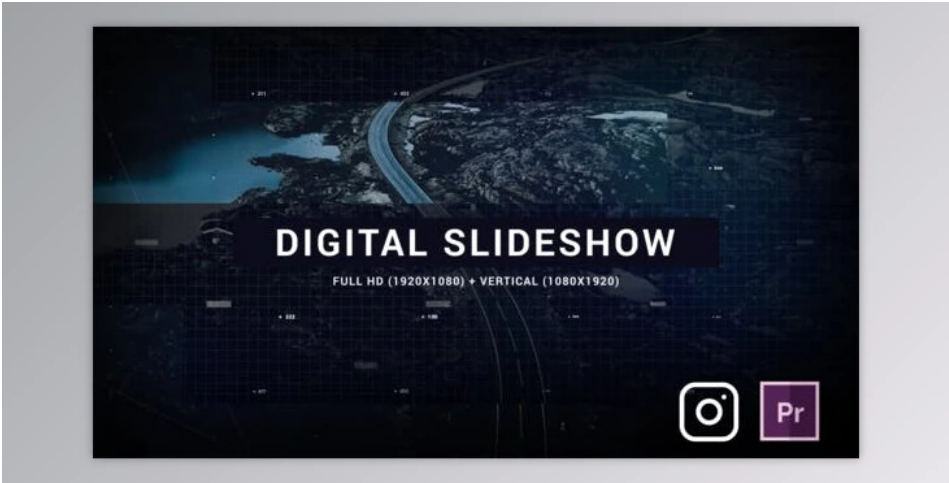 DIGITAL SLIDESHOW
FULL HD (1920X1080) + VERTICAL (1080X1920)
Pr